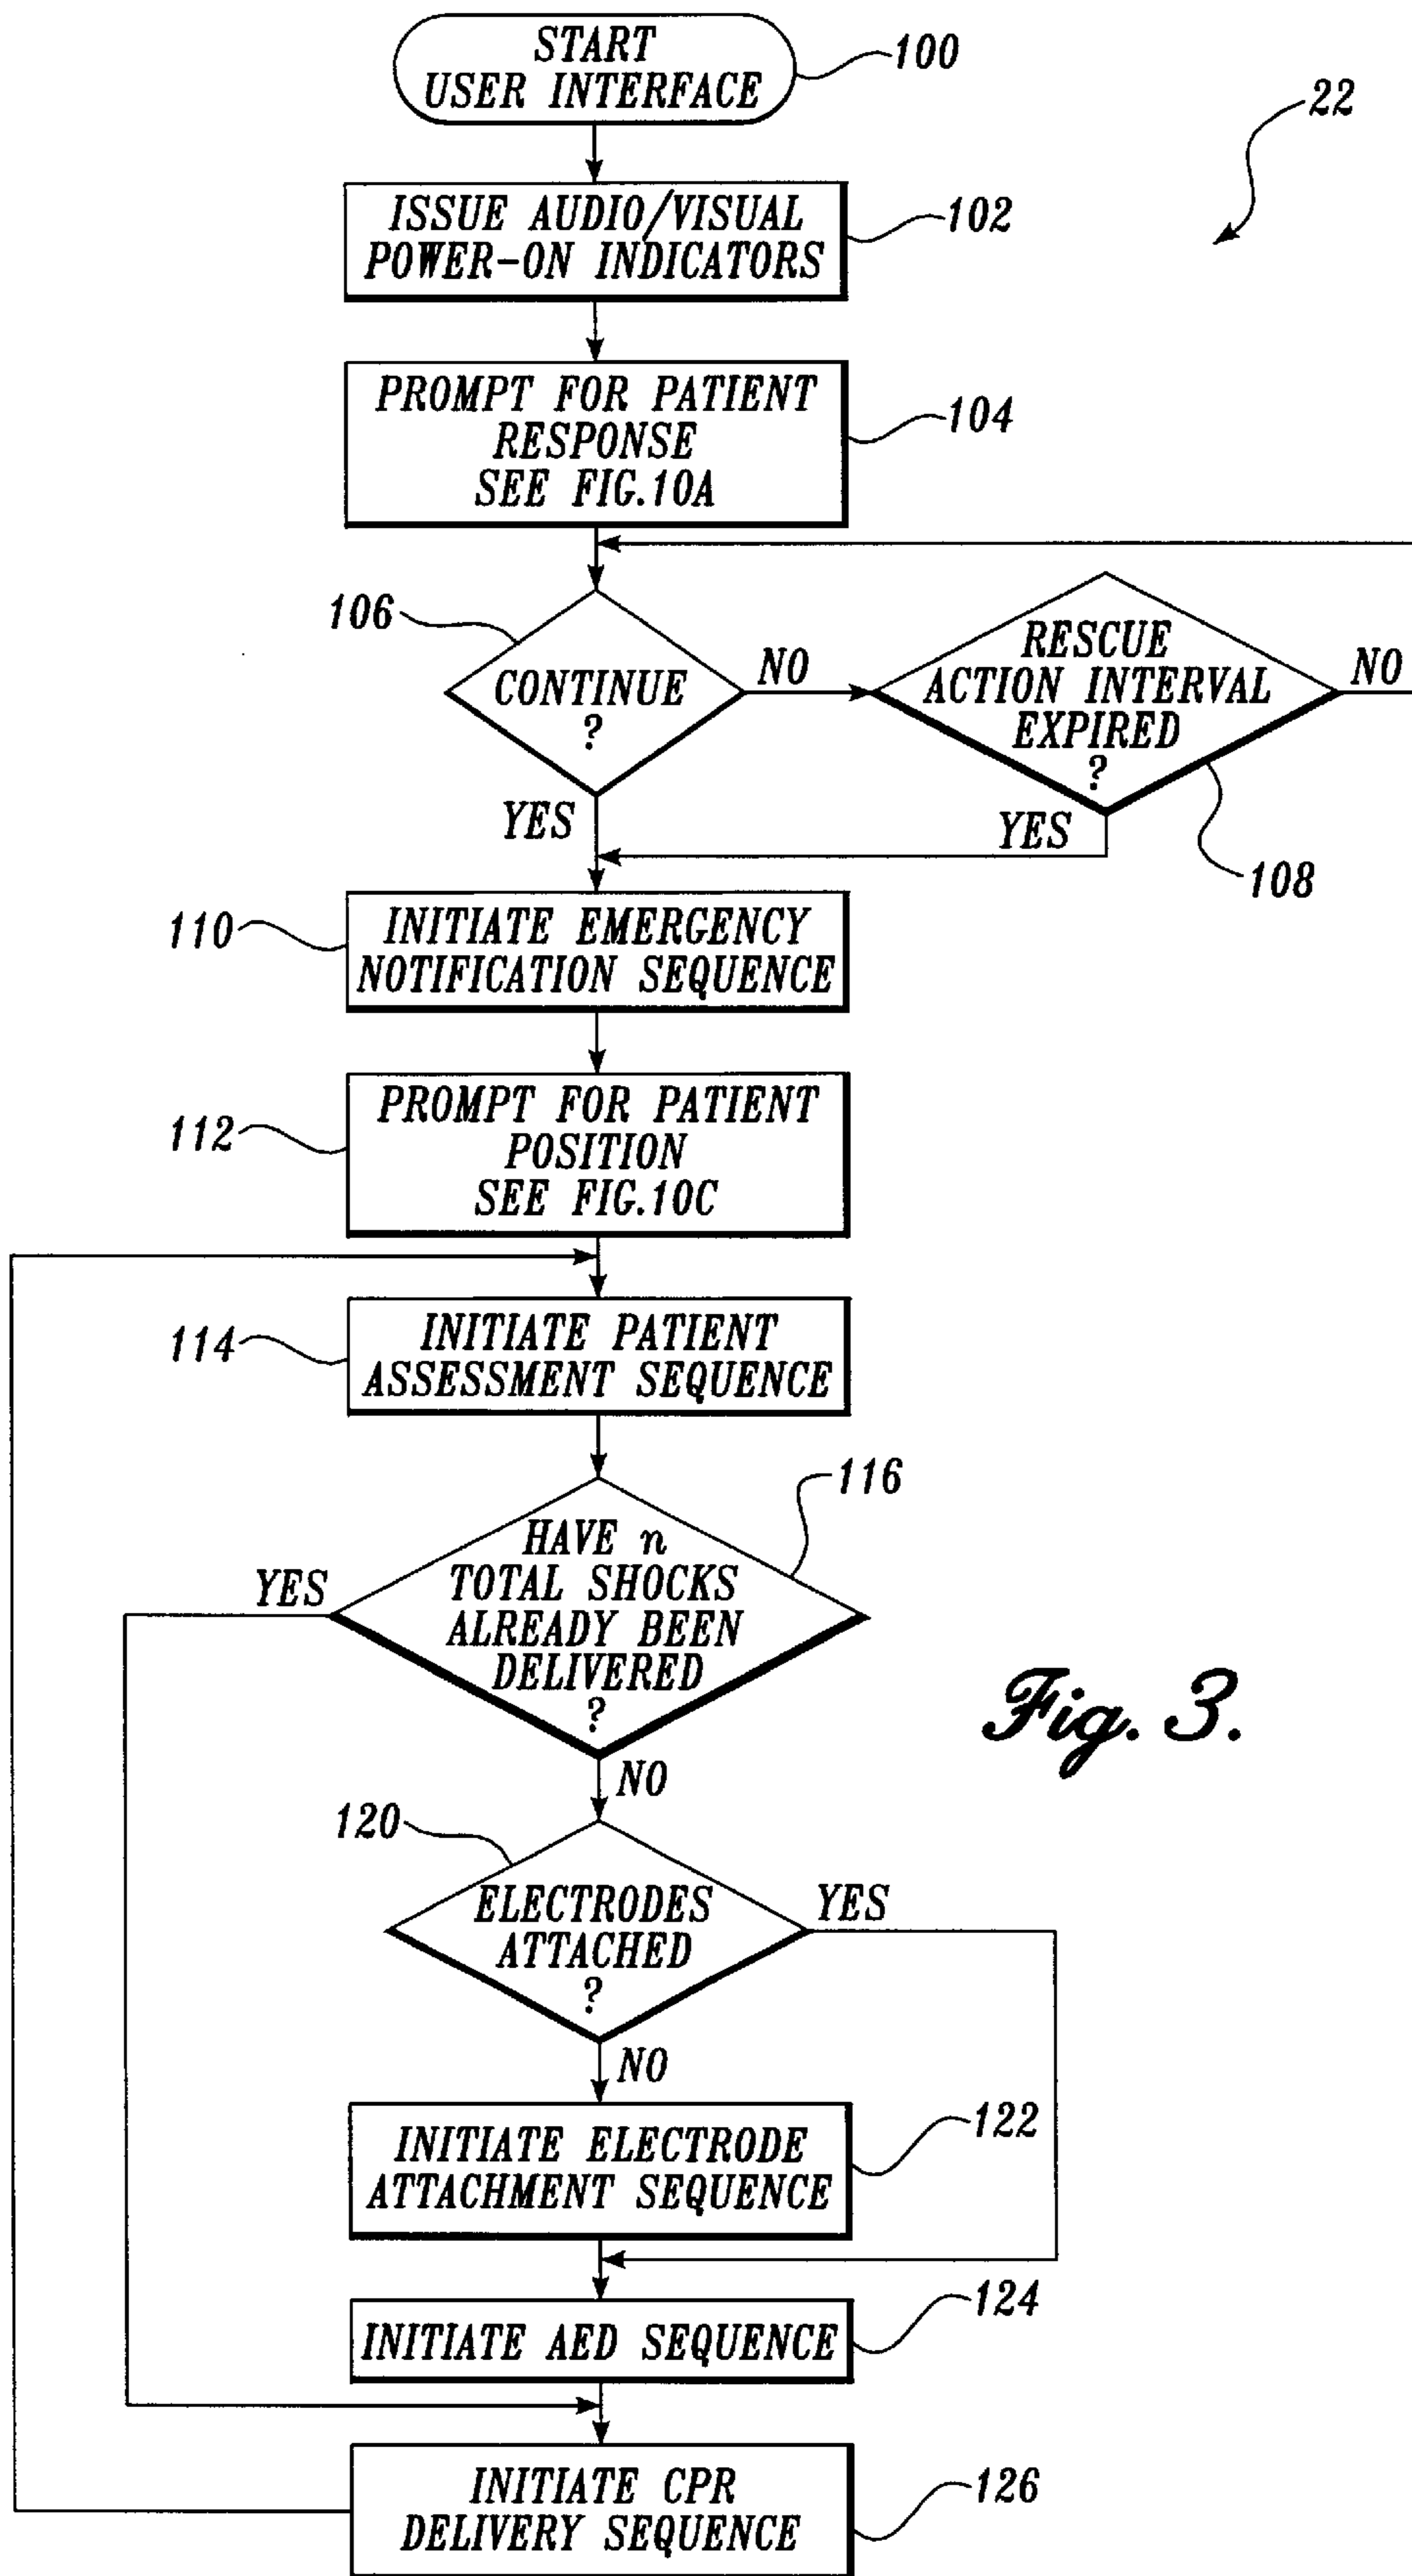 START
USER INTERFACE
100
22
ISSUE AUDIO/VISUAL
POWER-ON INDICATORS
102
PROMPT FOR PATIENT
RESPONSE
SEE FIG.10A
104
106
CONTINUE
?
NO
RESCUE
ACTION INTERVAL
EXPIRED
?
NO
YES
YES
108
110
INITIATE EMERGENCY
NOTIFICATION SEQUENCE
112
PROMPT FOR PATIENT
POSITION
SEE FIG.10C
114
INITIATE PATIENT
ASSESSMENT SEQUENCE
116
YES
HAVE n
TOTAL SHOCKS
ALREADY BEEN
DELIVERED
?
Fig. 3.
NO
120
ELECTRODES
ATTACHED
?
YES
NO
INITIATE ELECTRODE
ATTACHMENT SEQUENCE
122
INITIATE AED SEQUENCE
124
INITIATE CPR
DELIVERY SEQUENCE
126